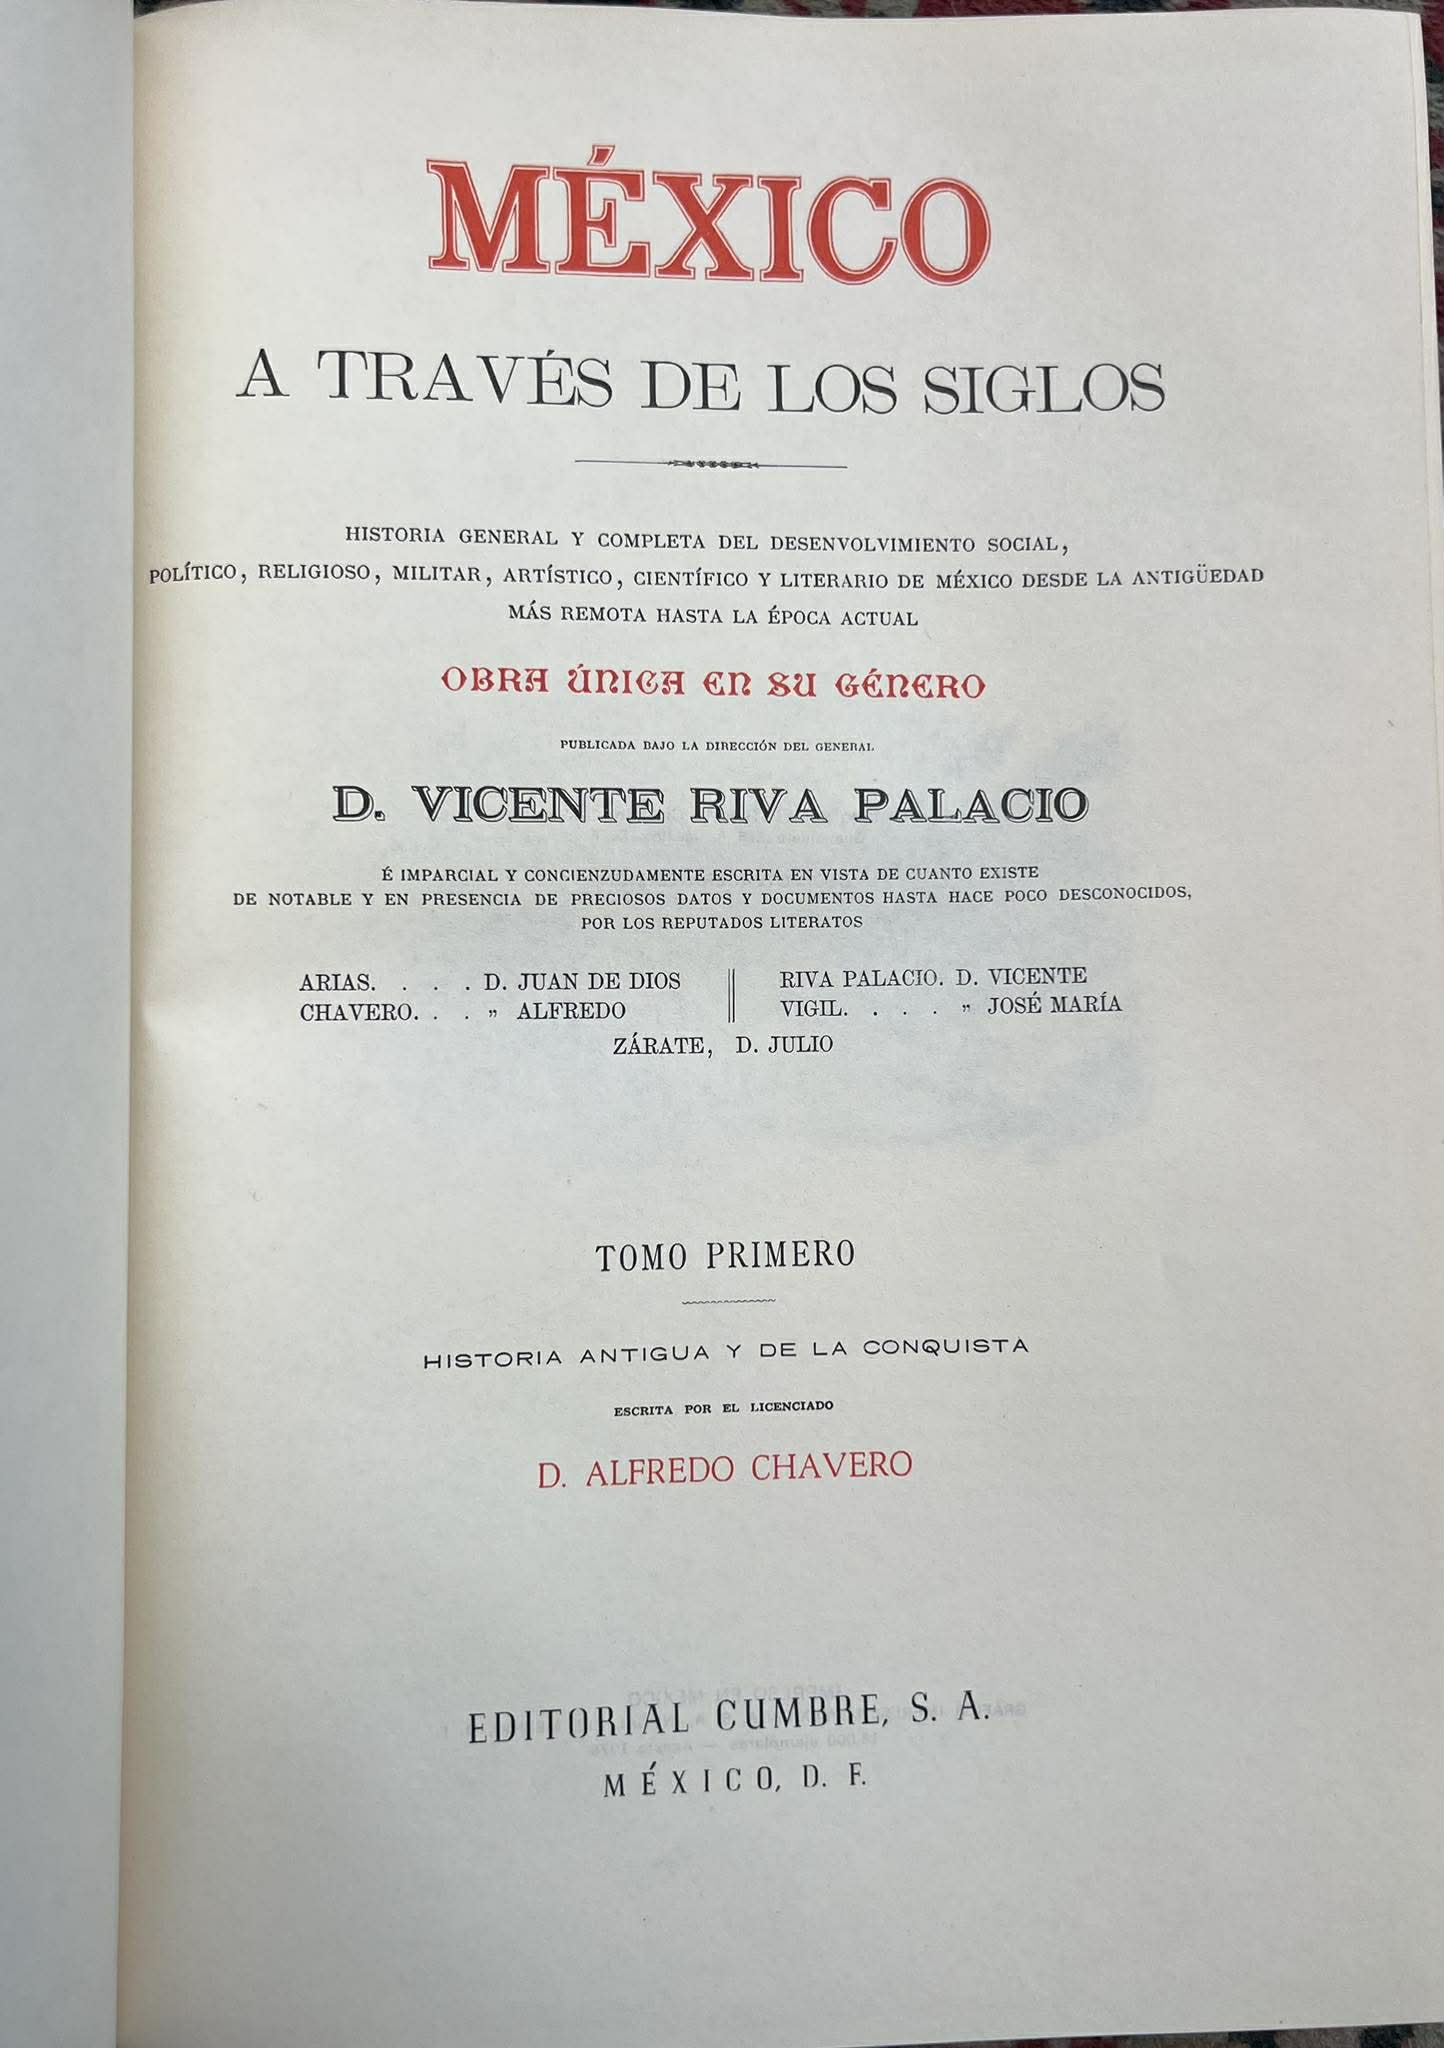 MÉXICO
A TRAVÉS DE LOS SIGLOS
HISTORIA GENERAL Y COMPLETA DEL DESENVOLVIMIENTO SOCIAL,
POLÍTICO, RELIGIOSO, MILITAR, ARTÍSTICO, CIENTÍFICO Y LITERARIO DE MÉXICO DESDE LA ANTIGÜEDAD
MÁS REMOTA HASTA LA ÉPOCA ACTUAL
OBRA ÚNICA EN SU GÉNERO
PUBLICADA BAJO LA DIRECCIÓN DEL GENERAL
D. VICENTE RIVA PALACIO
É IMPARCIAL Y CONCIENZUDAMENTE ESCRITA EN VISTA DE CUANTO EXISTE
DE NOTABLE Y EN PRESENCIA DE PRECIOSOS DATOS Y DOCUMENTOS HASTA HACE POCO DESCONOCIDOS,
POR LOS REPUTADOS LITERATOS
ARIAS. . . . D. JUAN DE DIOS
CHAVERO. . . „ ALFREDO
RIVA PALACIO. D. VICENTE
VIGIL. . . . „ JOSÉ MARÍA
ZÁRATE, D. JULIO
TOMO PRIMERO
HISTORIA ANTIGUA Y DE LA CONQUISTA
ESCRITA POR EL LICENCIADO
D. ALFREDO CHAVERO
EDITORIAL CUMBRE, S. A.
MÉXICO, D. F.